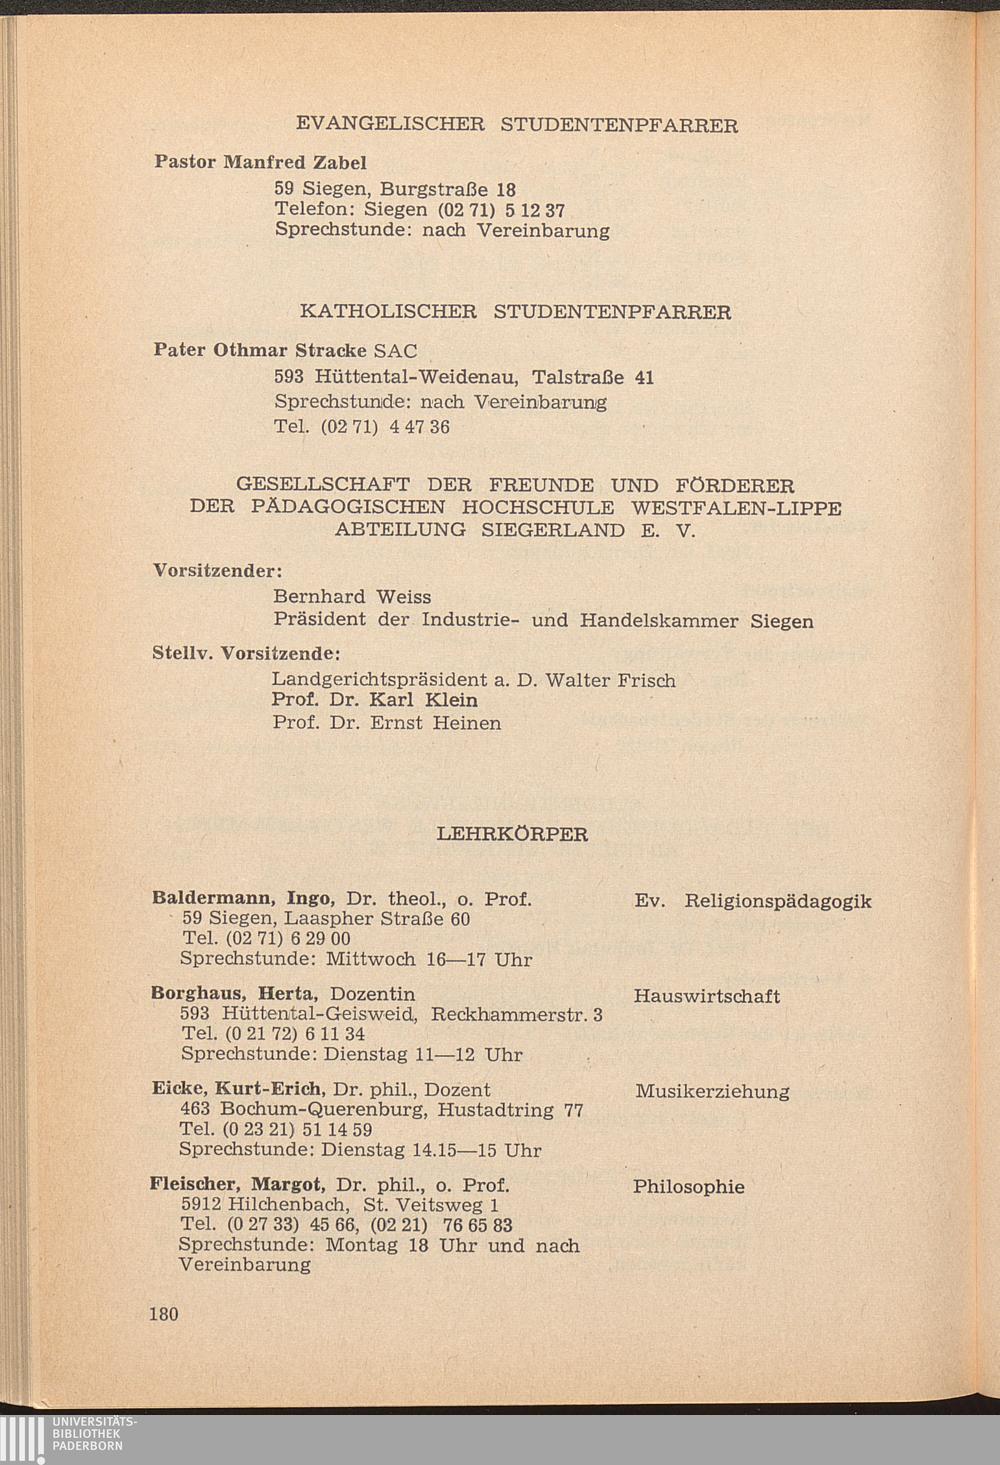 EVANGELISCHER STUDENTENPFARRER
Pastor Manfred Zabel
59 Siegen, Burgstraße 18
Telefon: Siegen (02 71) 5 12 37
Sprechstunde: nach Vereinbarung
KATHOLISCHER STUDENTENPFARRER
Pater Othmar Stracke SAC
593 Hüttental-Weidenau, Talstraße 41
Sprechstunde: nach Vereinbarung
Tel. (02 71) 4 47 36
GESELLSCHAFT DER FREUNDE UND FÖRDERER
DER PÄDAGOGISCHEN HOCHSCHULE WESTFALEN-LIPPE
ABTEILUNG SIEGERLAND E. V.
Vorsitzender:
Bernhard Weiss
Präsident der Industrie- und Handelskammer Siegen
Stellv. Vorsitzende:
Landgerichtspräsident a. D. Walter Frisch
Prof. Dr. Karl Klein
Prof. Dr. Ernst Heinen
LEHRKÖRPER
Baldermann, Ingo, Dr. theol., o. Prof. Ev. Religionspädagogik
59 Siegen, Laaspher Straße 60
Tel. (02 71) 6 29 00
Sprechstunde: Mittwoch 16—17 Uhr
Borghaus, Herta, Dozentin Hauswirtschaft
593 Hüttental-Geisweid, Reckhammerstr. 3
Tel. (0 21 72) 6 11 34
Sprechstunde: Dienstag 11—12 Uhr
Eicke, Kurt-Erich, Dr. phil., Dozent Musikerziehung
463 Bochum-Querenburg, Hustadtring 77
Tel. (0 23 21) 51 14 59
Sprechstunde: Dienstag 14.15—15 Uhr
Fleischer, Margot, Dr. phil., o. Prof. Philosophie
5912 Hilchenbach, St. Veitsweg 1
Tel. (0 27 33) 45 66, (02 21) 76 65 83
Sprechstunde: Montag 18 Uhr und nach
Vereinbarung
180
UNIVERSITÄTS-
BIBLIOTHEK
PADERBORN